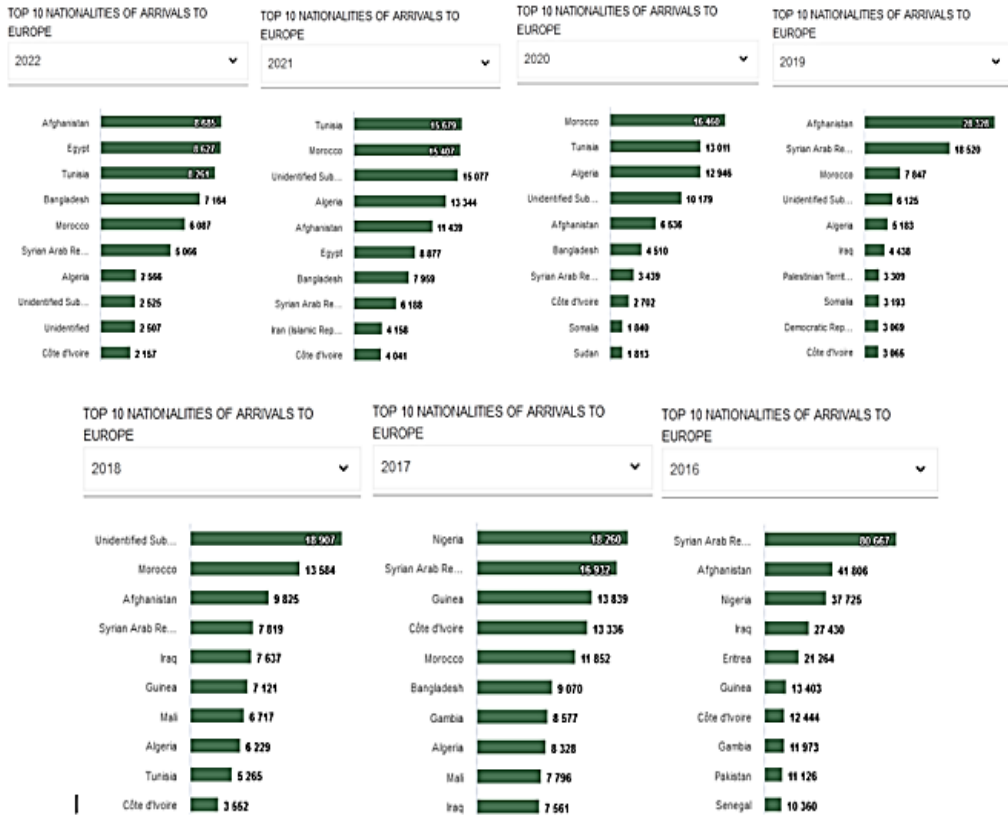 TOP 10 NATIONALITIES OF ARRIVALS TO
EUROPE
2022
Afghanistan 8 685
Egypt 8 627
Tunisia 8 261
Bangladesh 7 164
Morocco 6 087
Syrian Arab Re... 5 066
Algeria 2 566
Unidentified Sub... 2 525
Unidentified 2 507
Côte d'Ivoire 2 157
TOP 10 NATIONALITIES OF ARRIVALS TO
EUROPE
2021
Tunisia 15 679
Morocco 15 407
Unidentified Sub... 15 077
Algeria 13 344
Afghanistan 11 439
Egypt 8 877
Bangladesh 7 959
Syrian Arab Re... 6 188
Iran (Islamic Rep... 4 158
Côte d'Ivoire 4 041
TOP 10 NATIONALITIES OF ARRIVALS TO
EUROPE
2020
Morocco 16 460
Tunisia 13 011
Algeria 12 946
Unidentified Sub... 10 179
Afghanistan 6 636
Bangladesh 4 510
Syrian Arab Re... 3 439
Côte d'Ivoire 2 702
Somalia 1 840
Sudan 1 813
TOP 10 NATIONALITIES OF ARRIVALS TO
EUROPE
2019
Afghanistan 28 328
Syrian Arab Re... 18 520
Morocco 7 847
Unidentified Sub... 6 125
Algeria 5 183
Iraq 4 438
Palestinian Territ... 3 309
Somalia 3 193
Democratic Rep... 3 069
Côte d'Ivoire 3 066
TOP 10 NATIONALITIES OF ARRIVALS TO
EUROPE
2018
Unidentified Sub... 18 907
Morocco 13 584
Afghanistan 9 825
Syrian Arab Re... 7 819
Iraq 7 637
Guinea 7 121
Mali 6 717
Algeria 6 229
Tunisia 5 265
Côte d'Ivoire 3 552
TOP 10 NATIONALITIES OF ARRIVALS TO
EUROPE
2017
Nigeria 18 260
Syrian Arab Re... 16 932
Guinea 13 839
Côte d'Ivoire 13 336
Morocco 11 852
Bangladesh 9 070
Gambia 8 577
Algeria 8 328
Mali 7 796
Iraq 7 561
TOP 10 NATIONALITIES OF ARRIVALS TO
EUROPE
2016
Syrian Arab Re... 80 667
Afghanistan 41 806
Nigeria 37 725
Iraq 27 430
Eritrea 21 264
Guinea 13 403
Côte d'Ivoire 12 444
Gambia 11 973
Pakistan 11 126
Senegal 10 360